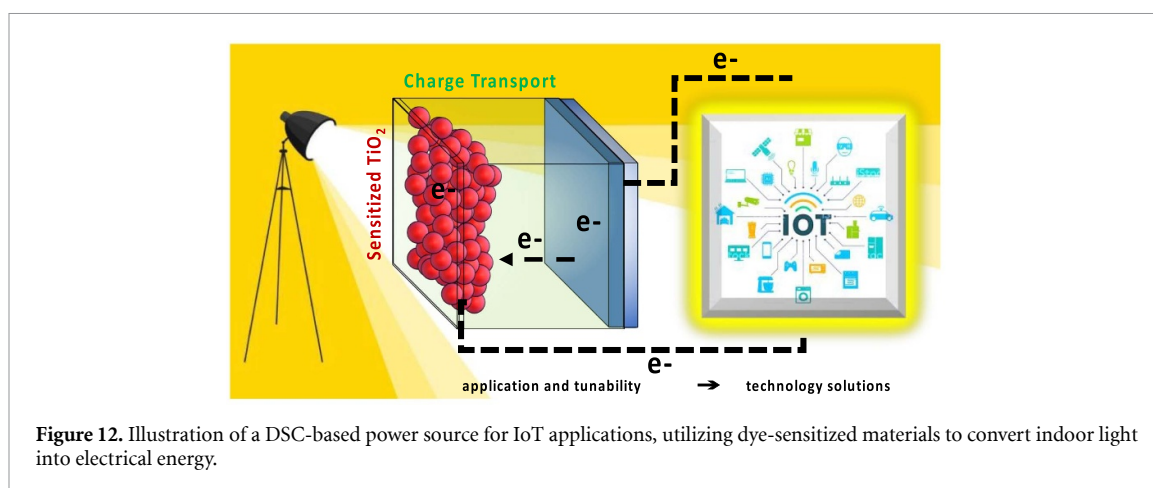 e-
Charge Transport
Sensitized TiO₂
e-
e-
e-
IOT
e-
application and tunability → technology solutions
Figure 12. Illustration of a DSC-based power source for IoT applications, utilizing dye-sensitized materials to convert indoor light
into electrical energy.